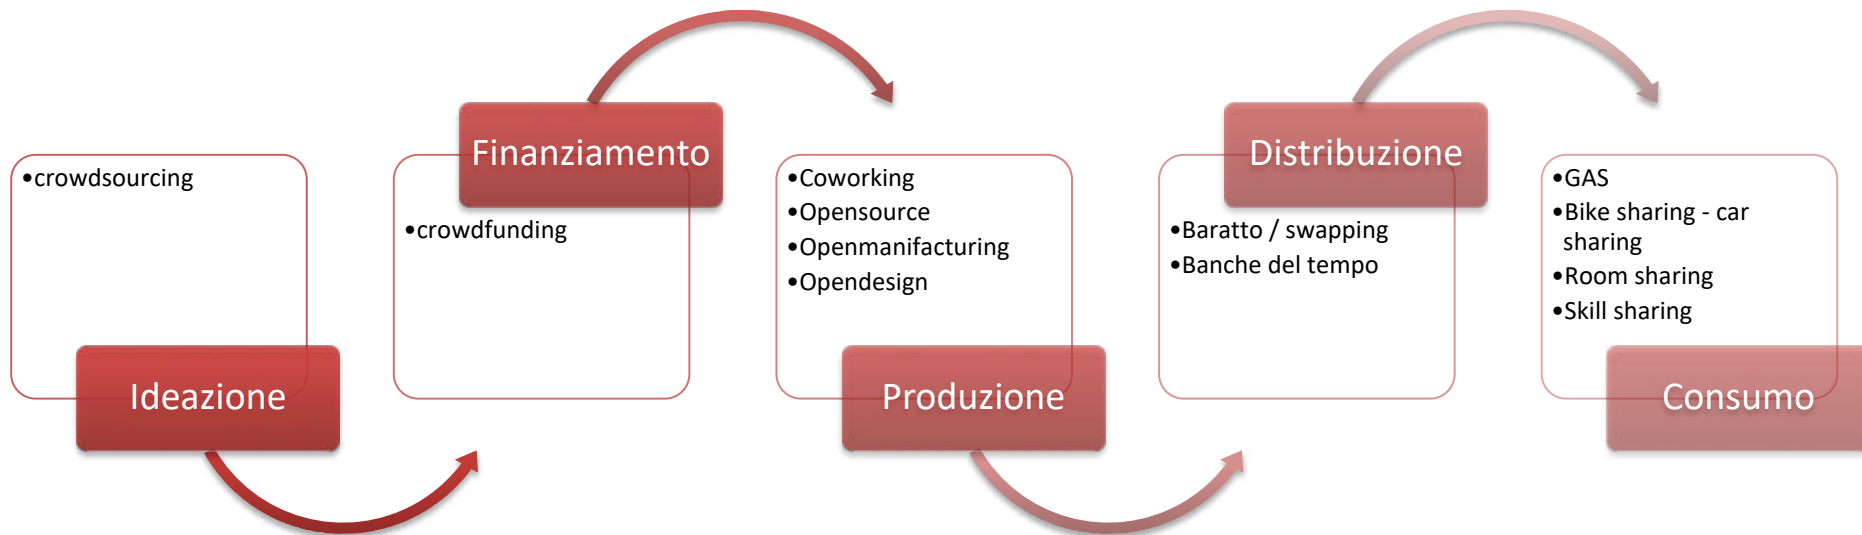 •crowdsourcing
Ideazione
Finanziamento
•crowdfunding
•Coworking
•Opensource
•Openmanifacturing
•Opendesign
Produzione
Distribuzione
•Baratto / swapping
•Banche del tempo
•GAS
•Bike sharing - car
sharing
•Room sharing
•Skill sharing
Consumo